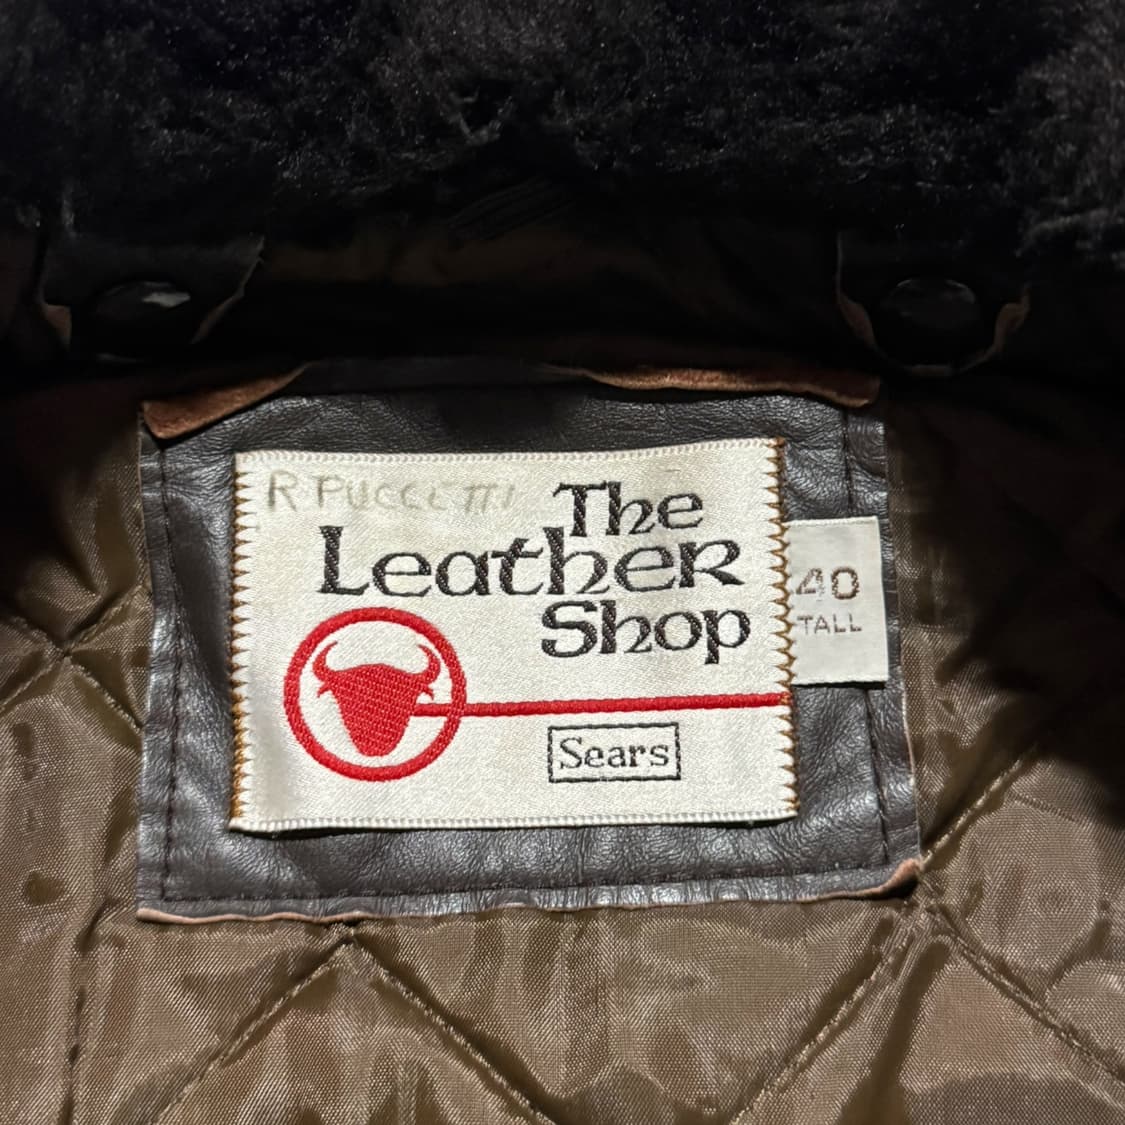 R PUCCETTI
The
Leather
Shop
Sears
40
TALL